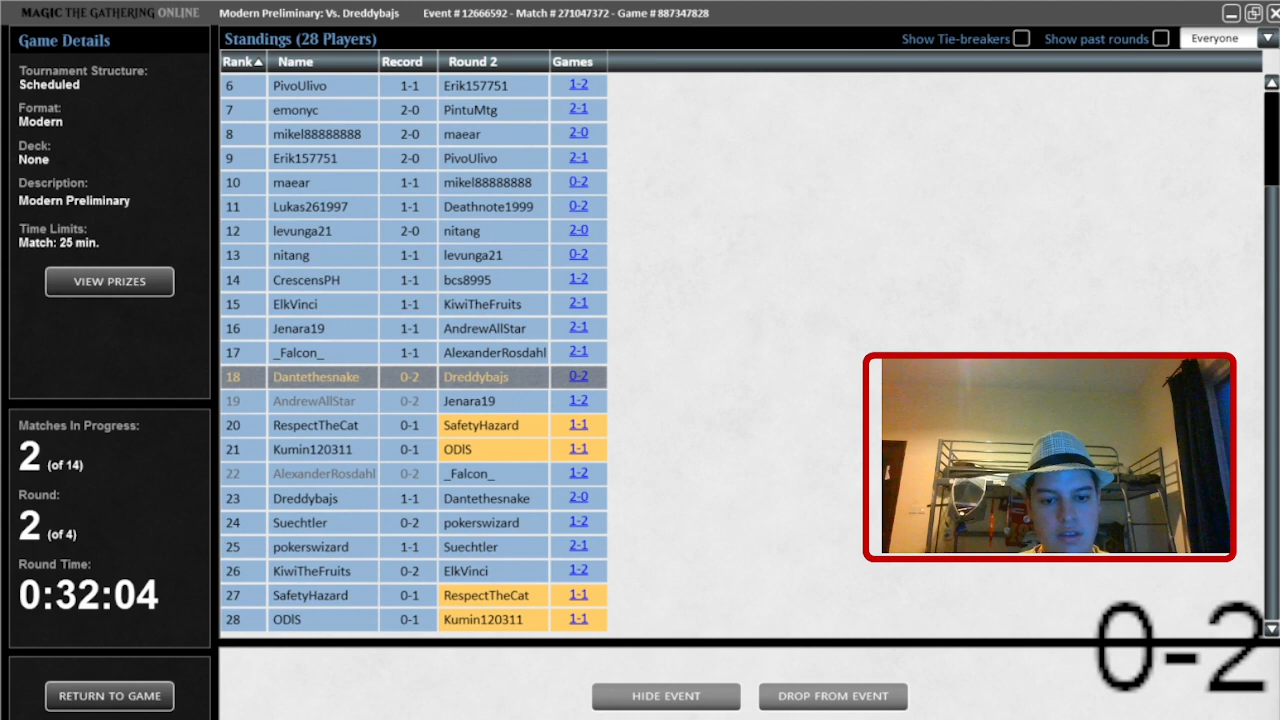 MAGIC THE GATHERING ONLINE Modern Preliminary: Vs. Dreddybajs Event # 12666592 - Match # 271047372 - Game # 887347828
Game Details
Tournament Structure:
Scheduled
Format:
Modern
Deck:
None
Description:
Modern Preliminary
Time Limits:
Match: 25 min.
VIEW PRIZES
Matches In Progress:
2 (of 14)
Round:
2 (of 4)
Round Time:
0:32:04
RETURN TO GAME
Standings (28 Players) Show Tie-breakers Show past rounds Everyone
Rank Name Record Round 2 Games
6 PivoUlivo 1-1 Erik157751 1-2
7 emonyc 2-0 PintuMtg 2-1
8 mikel88888888 2-0 maear 2-0
9 Erik157751 2-0 PivoUlivo 2-1
10 maear 1-1 mikel88888888 0-2
11 Lukas261997 1-1 Deathnote1999 0-2
12 levunga21 2-0 nitang 2-0
13 nitang 1-1 levunga21 0-2
14 CrescensPH 1-1 bcs8995 1-2
15 ElkVinci 1-1 KiwiTheFruits 2-1
16 Jenara19 1-1 AndrewAllStar 2-1
17 _Falcon_ 1-1 AlexanderRosdahl 2-1
18 Dantethesnake 0-2 Dreddybajs 0-2
19 AndrewAllStar 0-2 Jenara19 1-2
20 RespectTheCat 0-1 SafetyHazard 1-1
21 Kumin120311 0-1 ODlS 1-1
22 AlexanderRosdahl 0-2 _Falcon_ 1-2
23 Dreddybajs 1-1 Dantethesnake 2-0
24 Suechtler 0-2 pokerswizard 1-2
25 pokerswizard 1-1 Suechtler 2-1
26 KiwiTheFruits 0-2 ElkVinci 1-2
27 SafetyHazard 0-1 RespectTheCat 1-1
28 ODlS 0-1 Kumin120311 1-1
0-2
HIDE EVENT DROP FROM EVENT